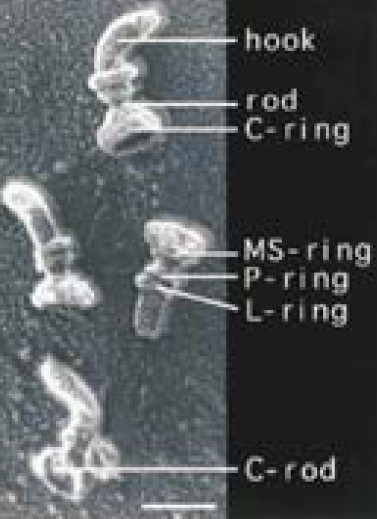 hook
rod
C-ring
MS-ring
P-ring
L-ring
C-rod